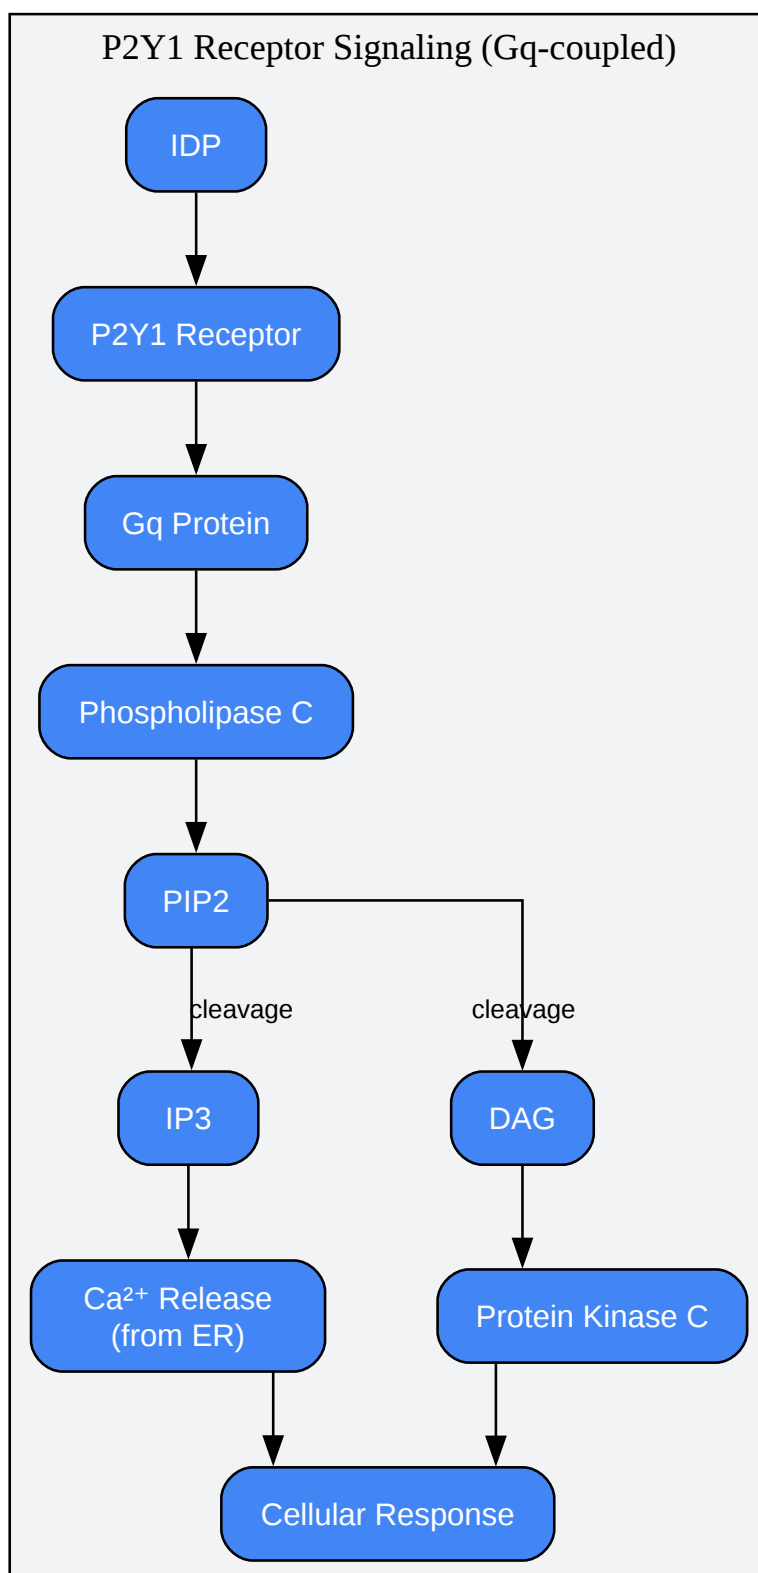 P2Y1 Receptor Signaling (Gq-coupled)
IDP
P2Y1 Receptor
Gq Protein
Phospholipase C
PIP2
cleavage
cleavage
IP3
DAG
Ca²⁺ Release
(from ER)
Protein Kinase C
Cellular Response